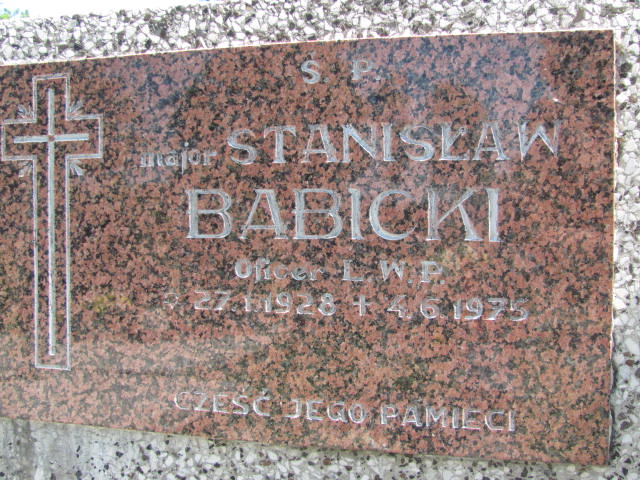 Ś. P.
major STANISŁAW
BABICKI
Oficer L.W.P.
27.1.1928 + 4.6.1975
CZEŚĆ JEGO PAMIĘCI